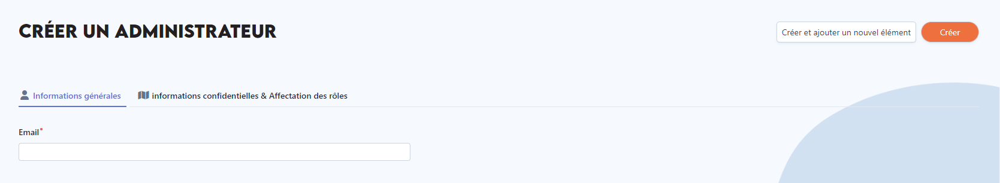 CRÉER UN ADMINISTRATEUR
Créer et ajouter un nouvel élément
Créer
Informations générales
informations confidentielles & Affectation des rôles
Email*